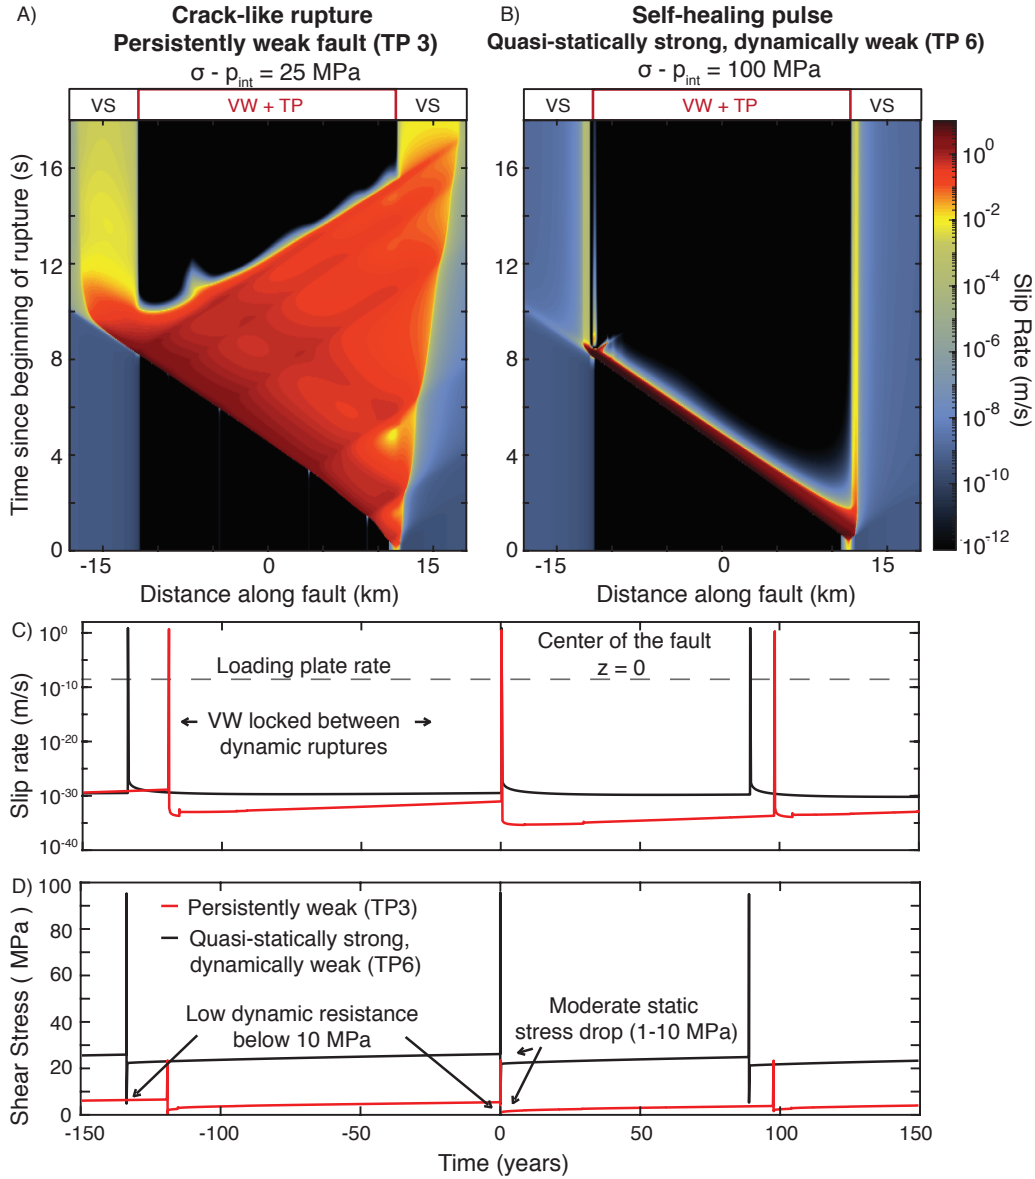 A)
Crack-like rupture
Persistently weak fault (TP 3)
σ - p_int = 25 MPa
VS
VW + TP
VS
Time since beginning of rupture (s)
16
12
8
4
0
-15
0
15
Distance along fault (km)
B)
Self-healing pulse
Quasi-statically strong, dynamically weak (TP 6)
σ - p_int = 100 MPa
VS
VW + TP
VS
-15
0
15
Distance along fault (km)
10^0
10^-2
10^-4
10^-6
10^-8
10^-10
10^-12
Slip Rate (m/s)
C)
Slip rate (m/s)
10^0
10^-10
10^-20
10^-30
10^-40
Loading plate rate
Center of the fault
z = 0
VW locked between
dynamic ruptures
D)
Shear Stress ( MPa )
100
80
60
40
20
0
Persistently weak (TP3)
Quasi-statically strong,
dynamically weak (TP6)
Low dynamic resistance
below 10 MPa
Moderate static
stress drop (1-10 MPa)
-150
-100
-50
0
50
100
150
Time (years)